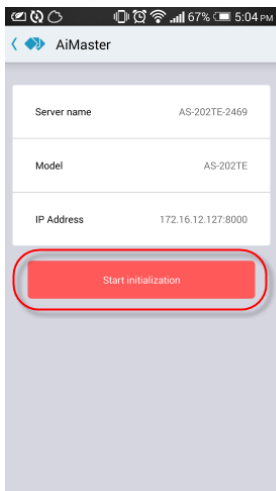 67% 5:04 PM
AiMaster
Server name AS-202TE-2469
Model AS-202TE
IP Address 172.16.12.127:8000
Start initialization